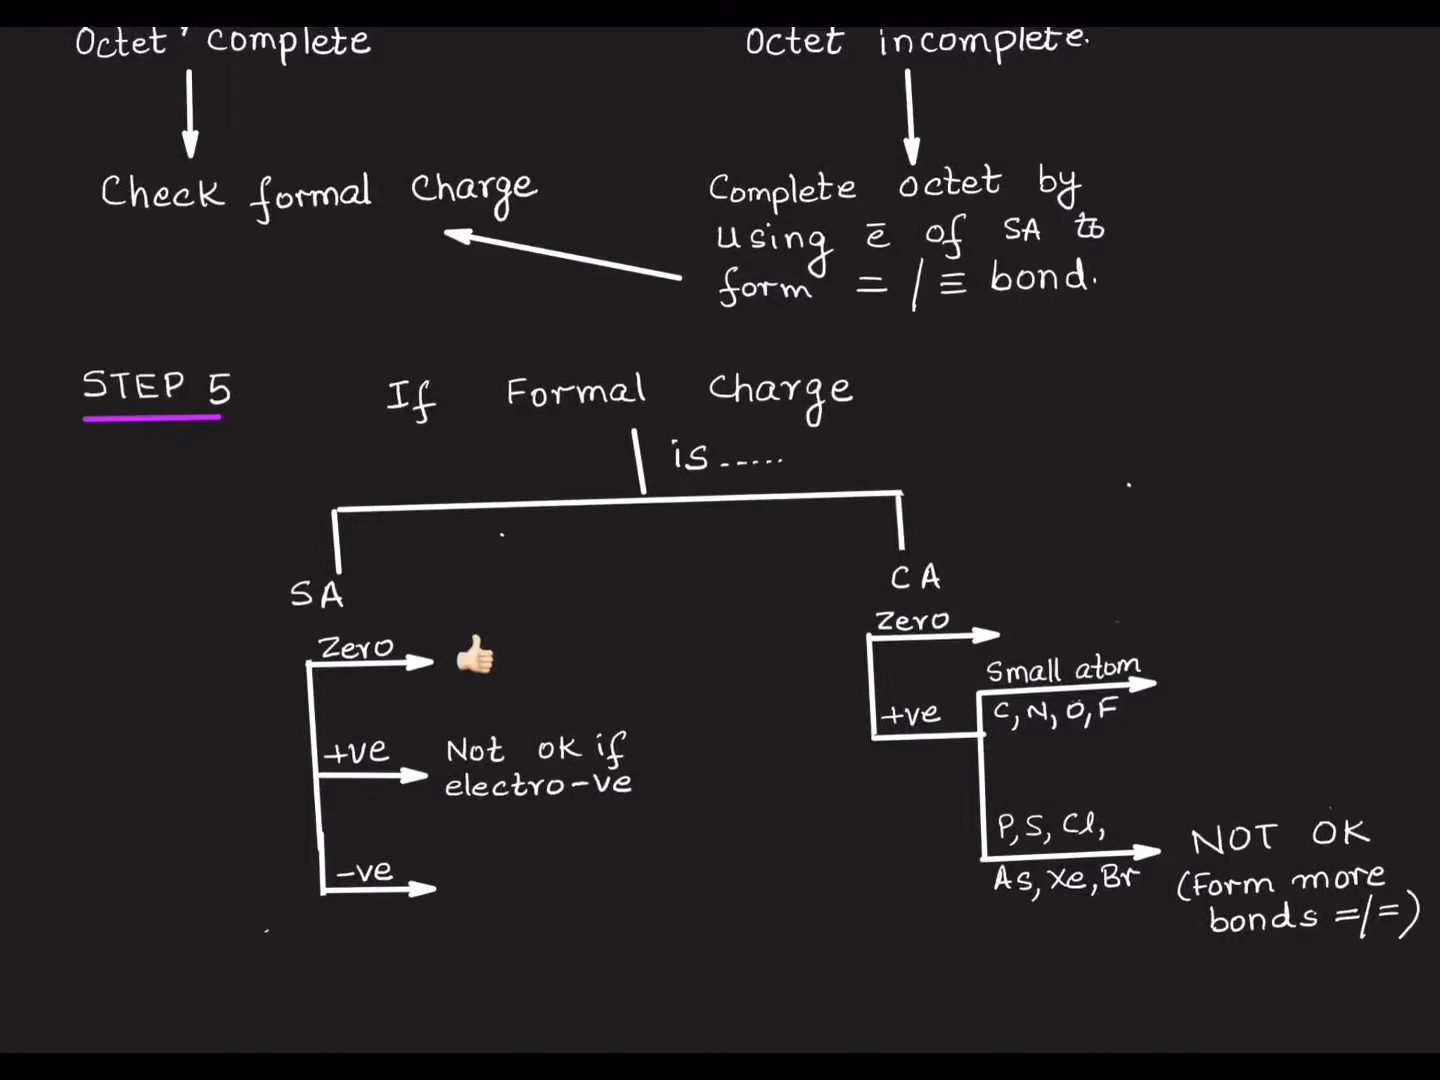 Octet complete
Octet incomplete.
Check formal charge
Complete octet by
using ē of SA to
form = / ≡ bond.
STEP 5
If Formal Charge
is ......
SA
CA
Zero 👍🏻
+ve Not ok if
electro-ve
-ve
Zero
+ve
Small atom
C, N, O, F
P, S, Cl,
As, Xe, Br
NOT OK
(Form more
bonds =/=)